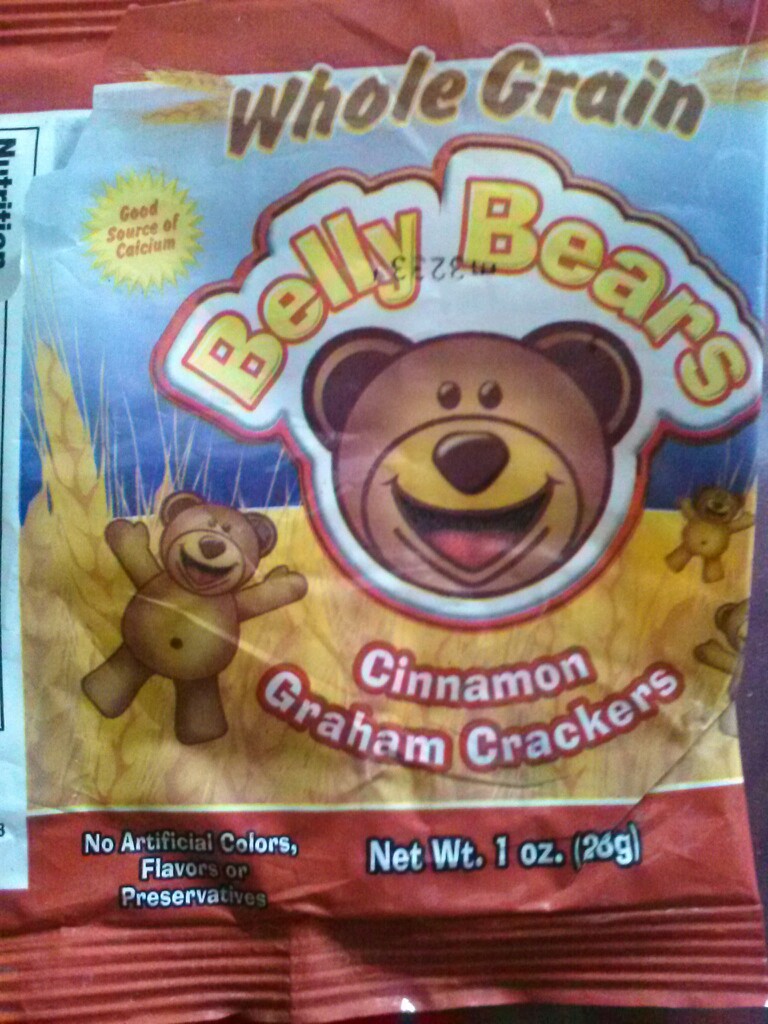 Whole Grain
Good
Source of
Calcium
Belly Bears
Cinnamon
Graham Crackers
No Artificial Colors,
Flavors or
Preservatives
Net Wt. 1 oz. (28g)
Nutrition